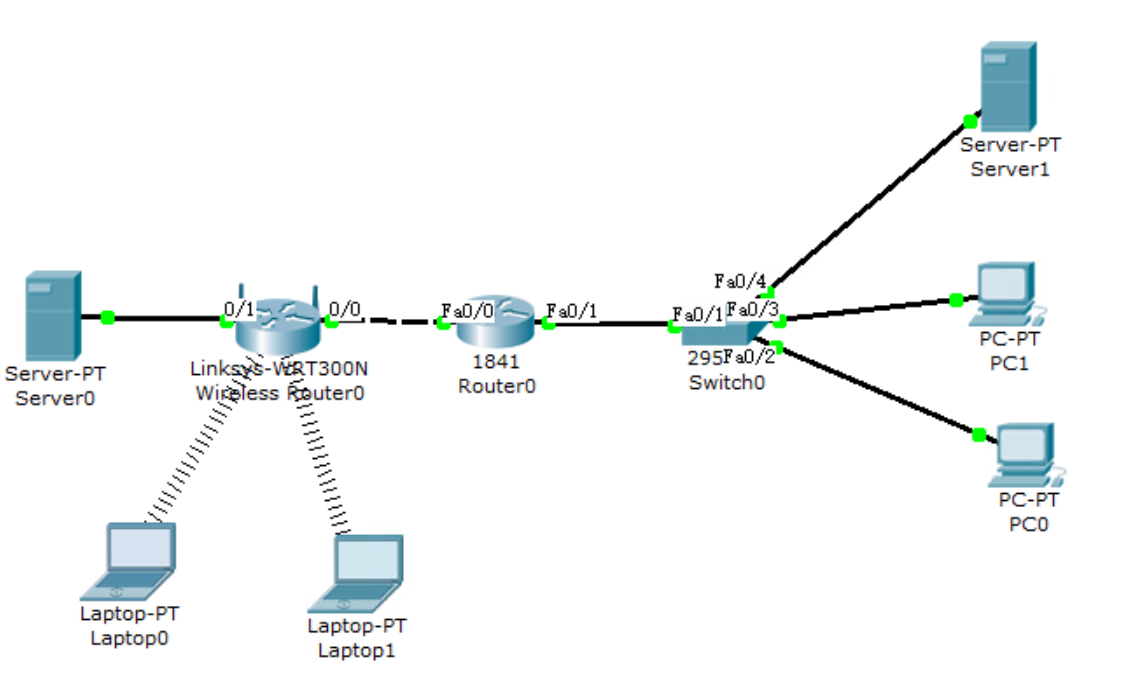 Server-PT
Server1
Fa0/4
0/1
0/0
Fa0/0
Fa0/1
Fa0/1
Fa0/3
PC-PT
PC1
Server-PT
Server0
Linksys-WRT300N
Wireless Router0
1841
Router0
295
Fa0/2
Switch0
PC-PT
PC0
Laptop-PT
Laptop0
Laptop-PT
Laptop1